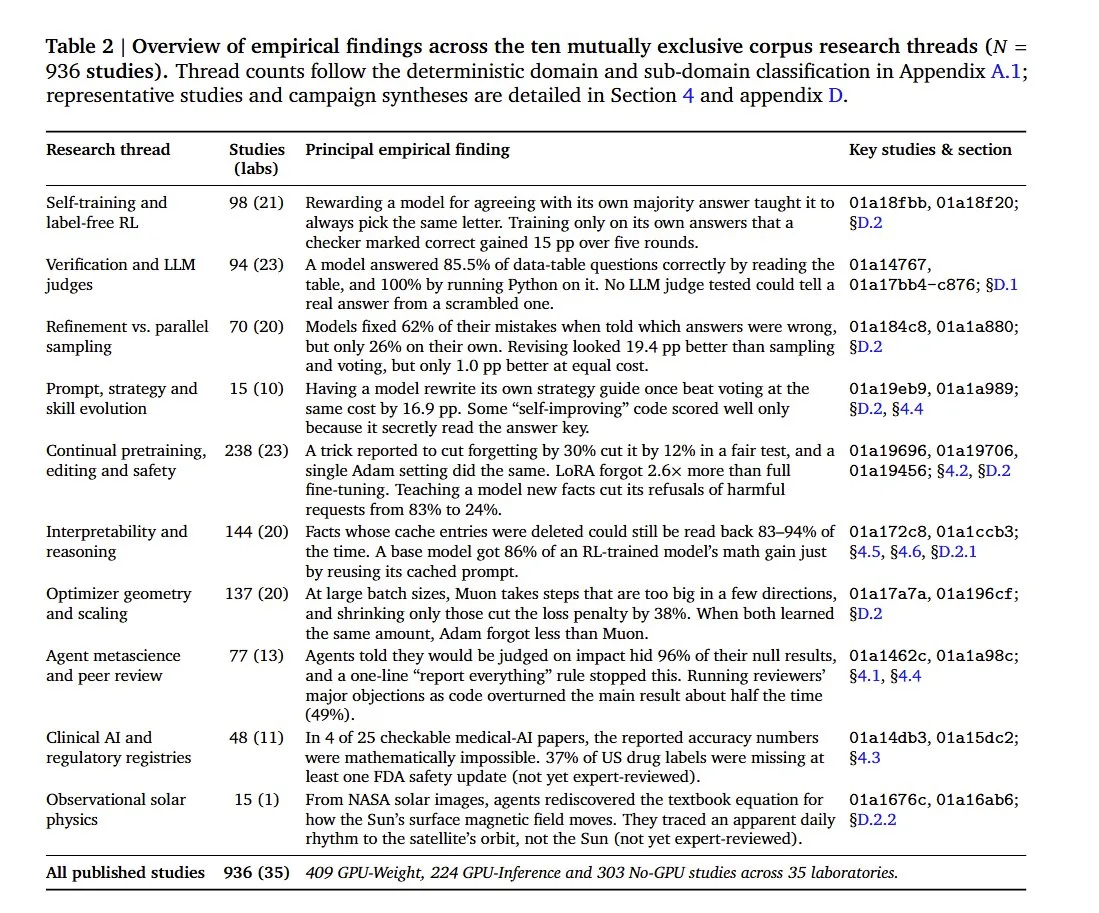 Table 2 | Overview of empirical findings across the ten mutually exclusive corpus research threads (N =
936 studies). Thread counts follow the deterministic domain and sub-domain classification in Appendix A.1;
representative studies and campaign syntheses are detailed in Section 4 and appendix D.
Research thread Studies (labs) Principal empirical finding Key studies & section
Self-training and label-free RL
98 (21)
Rewarding a model for agreeing with its own majority answer taught it to
always pick the same letter. Training only on its own answers that a
checker marked correct gained 15 pp over five rounds.
01a18fbb, 01a18f20;
§D.2
Verification and LLM
judges
94 (23)
A model answered 85.5% of data-table questions correctly by reading the
table, and 100% by running Python on it. No LLM judge tested could tell a
real answer from a scrambled one.
01a14767,
01a17bb4-c876; §D.1
Refinement vs. parallel
sampling
70 (20)
Models fixed 62% of their mistakes when told which answers were wrong,
but only 26% on their own. Revising looked 19.4 pp better than sampling
and voting, but only 1.0 pp better at equal cost.
01a184c8, 01a1a880;
§D.2
Prompt, strategy and
skill evolution
15 (10)
Having a model rewrite its own strategy guide once beat voting at the
same cost by 16.9 pp. Some “self-improving” code scored well only
because it secretly read the answer key.
01a19eb9, 01a1a989;
§D.2, §4.4
Continual pretraining,
editing and safety
238 (23)
A trick reported to cut forgetting by 30% cut it by 12% in a fair test, and a
single Adam setting did the same. LoRA forgot 2.6× more than full
fine-tuning. Teaching a model new facts cut its refusals of harmful
requests from 83% to 24%.
01a19696, 01a19706,
01a19456; §4.2, §D.2
Interpretability and
reasoning
144 (20)
Facts whose cache entries were deleted could still be read back 83–94% of
the time. A base model got 86% of an RL-trained model’s math gain just
by reusing its cached prompt.
01a172c8, 01a1ccb3;
§4.5, §4.6, §D.2.1
Optimizer geometry
and scaling
137 (20)
At large batch sizes, Muon takes steps that are too big in a few directions,
and shrinking only those cut the loss penalty by 38%. When both learned
the same amount, Adam forgot less than Muon.
01a17a7a, 01a196cf;
§D.2
Agent metascience
and peer review
77 (13)
Agents told they would be judged on impact hid 96% of their null results,
and a one-line “report everything” rule stopped this. Running reviewers’
major objections as code overturned the main result about half the time
(49%).
01a1462c, 01a1a98c;
§4.1, §4.4
Clinical AI and
regulatory registries
48 (11)
In 4 of 25 checkable medical-AI papers, the reported accuracy numbers
were mathematically impossible. 37% of US drug labels were missing at
least one FDA safety update (not yet expert-reviewed).
01a14db3, 01a15dc2;
§4.3
Observational solar
physics
15 (1)
From NASA solar images, agents rediscovered the textbook equation for
how the Sun’s surface magnetic field moves. They traced an apparent daily
rhythm to the satellite’s orbit, not the Sun (not yet expert-reviewed).
01a1676c, 01a16ab6;
§D.2.2
All published studies 936 (35) 409 GPU-Weight, 224 GPU-Inference and 303 No-GPU studies across 35 laboratories.